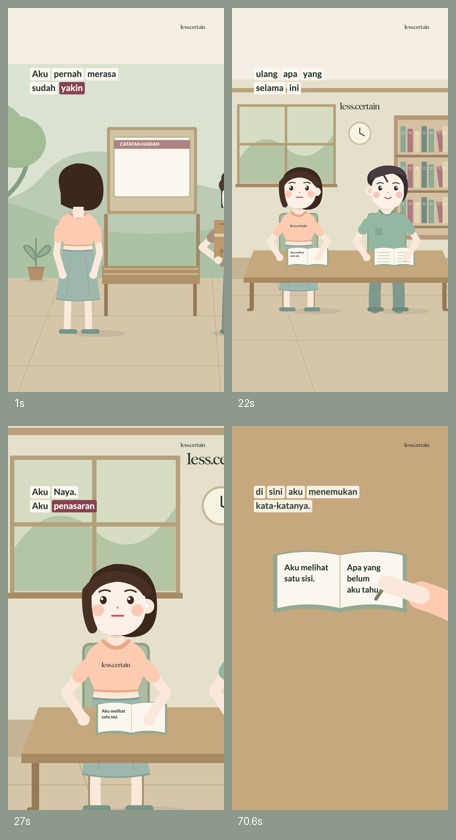 less.certain
Aku pernah merasa
sudah yakin
CATATAN HARIAN
1s
less.certain
ulang apa yang
selama ini
less.certain
less.certain
Aku melihat
satu sisi.
22s
less.certain
less.ce
Aku Naya.
Aku penasaran
less.certain
Aku melihat
satu sisi.
27s
less.certain
di sini aku menemukan
kata-katanya.
Aku melihat
satu sisi.
Apa yang
belum
aku tahu
70.6s